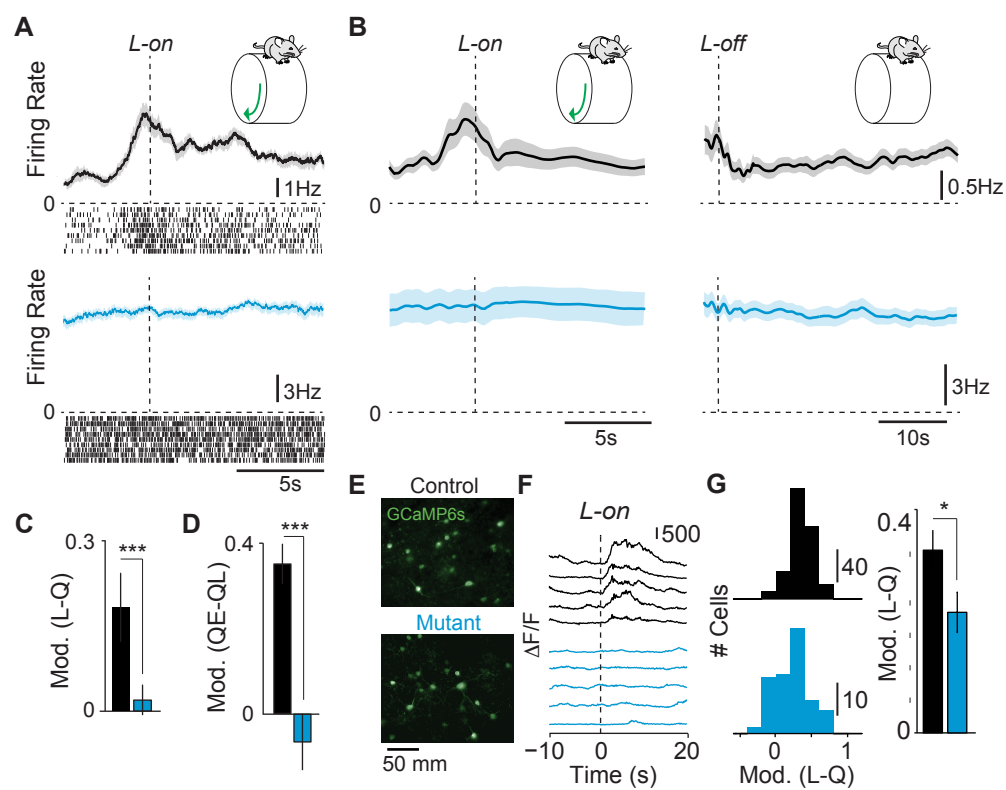 A
L-on
Firing Rate
1Hz
0
Firing Rate
3Hz
0
5s
B
L-on
L-off
0
0.5Hz
0
3Hz
5s
10s
C
0.3
***
Mod. (L-Q)
0
D
0.4
***
Mod. (QE-QL)
0
E
Control
GCaMP6s
Mutant
50 mm
F
L-on
500
ΔF/F
−10
0
20
Time (s)
G
40
# Cells
10
0
1
Mod. (L-Q)
0.4
*
Mod. (L-Q)
0